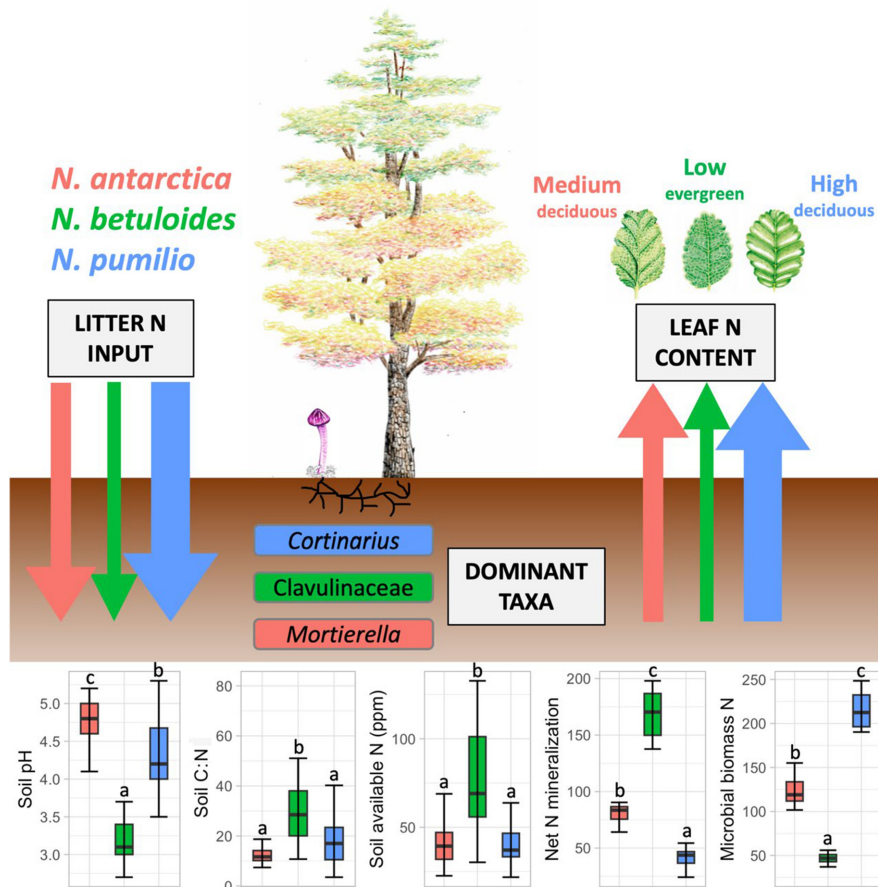 N. antarctica
N. betuloides
N. pumilio
Medium
deciduous
Low
evergreen
High
deciduous
LITTER N
INPUT
LEAF N
CONTENT
Cortinarius
Clavulinaceae
Mortierella
DOMINANT
TAXA
Soil pH
5.0
4.5
4.0
3.5
3.0
c
a
b
Soil C:N
80
60
40
20
0
a
b
a
Soil available N (ppm)
100
50
a
b
a
Net N mineralization
200
150
100
50
b
c
a
Microbial biomass N
250
200
150
100
50
b
a
c